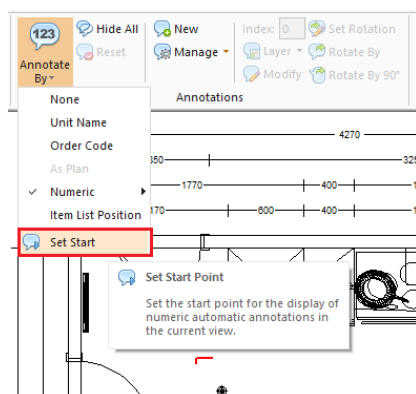 123
Hide All
New
Index: 0
Set Rotation
Annotate
By
Reset
Manage
Layer
Rotate By
Modify
Rotate By 90°
Annotations
None
Unit Name
Order Code
As Plan
Numeric
Item List Position
Set Start
4270
325
1770
400
170
600
400
Set Start Point
Set the start point for the display of
numeric automatic annotations in
the current view.